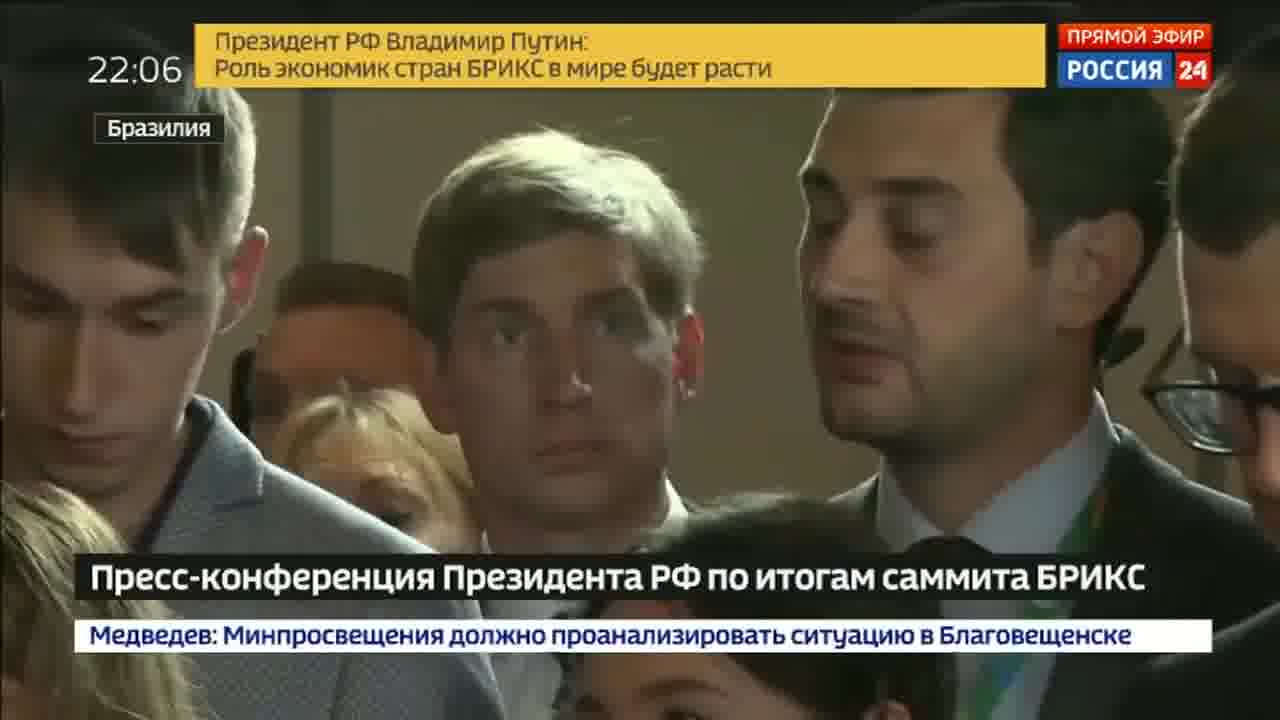 22:06
Президент РФ Владимир Путин:
Роль экономик стран БРИКС в мире будет расти
ПРЯМОЙ ЭФИР
РОССИЯ 24
Бразилия
Пресс-конференция Президента РФ по итогам саммита БРИКС
Медведев: Минпросвещения должно проанализировать ситуацию в Благовещенске